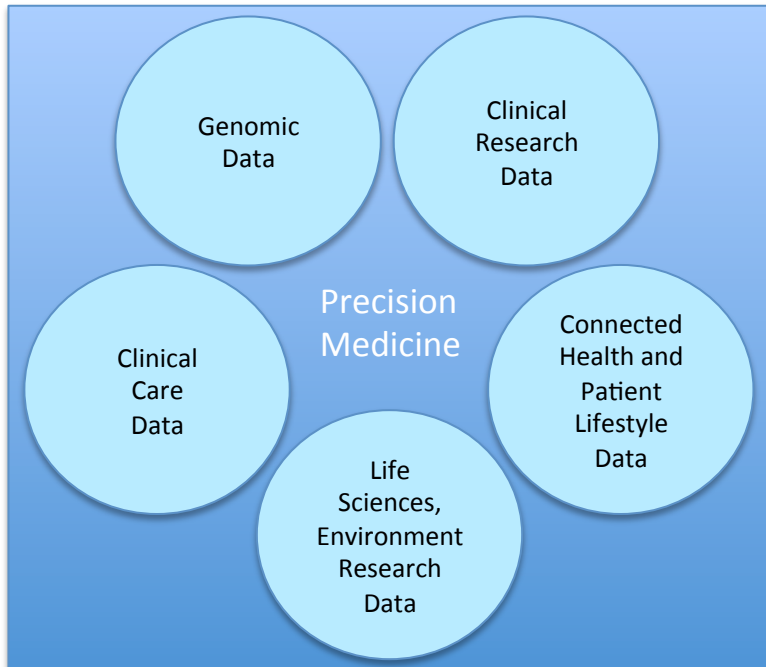 Genomic
Data
Clinical
Research
Data
Precision
Medicine
Clinical
Care
Data
Connected
Health and
Patient
Lifestyle
Data
Life
Sciences,
Environment
Research
Data